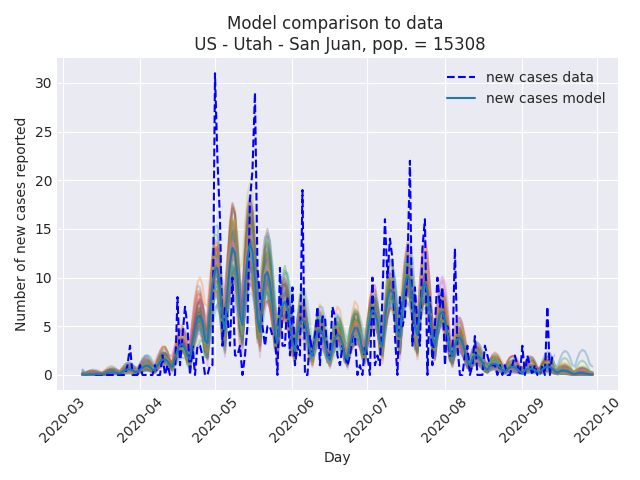 Model comparison to data
US - Utah - San Juan, pop. = 15308
new cases data
new cases model
Number of new cases reported
30
25
20
15
10
5
0
2020-03
2020-04
2020-05
2020-06
2020-07
2020-08
2020-09
2020-10
Day